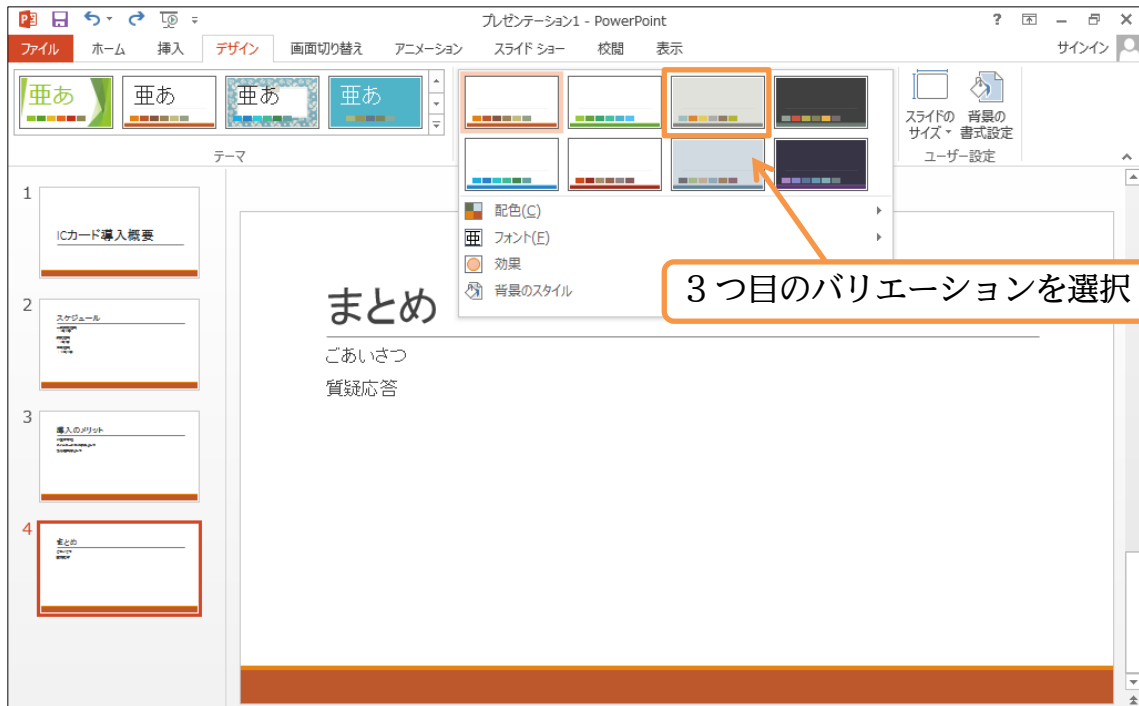 プレゼンテーション1 - PowerPoint
ファイル ホーム 挿入 デザイン 画面切り替え アニメーション スライド ショー 校閲 表示 サインイン
亜あ 亜あ 亜あ 亜あ
スライドの サイズ
背景の 書式設定
テーマ
ユーザー設定
配色(C)
フォント(F)
効果
背景のスタイル
3つ目のバリエーションを選択
1
ICカード導入概要
2
スケジュール
3
導入のメリット
4
まとめ
まとめ
ごあいさつ
質疑応答